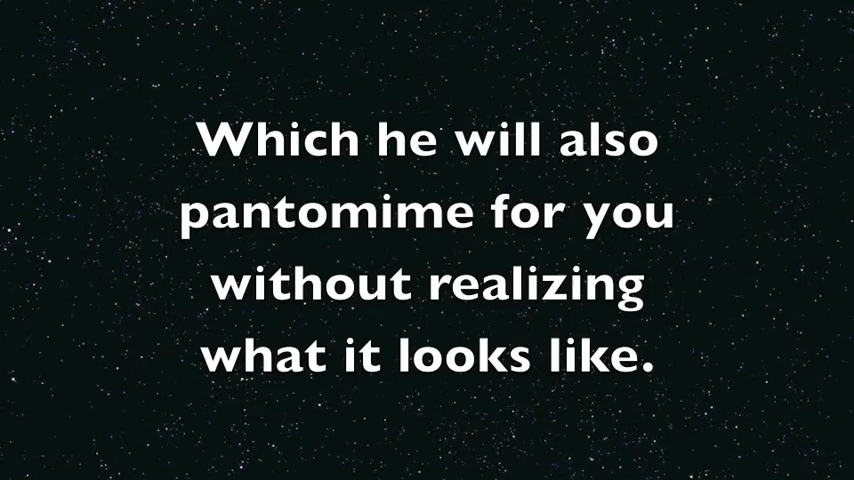 Which he will also
pantomime for you
without realizing
what it looks like.